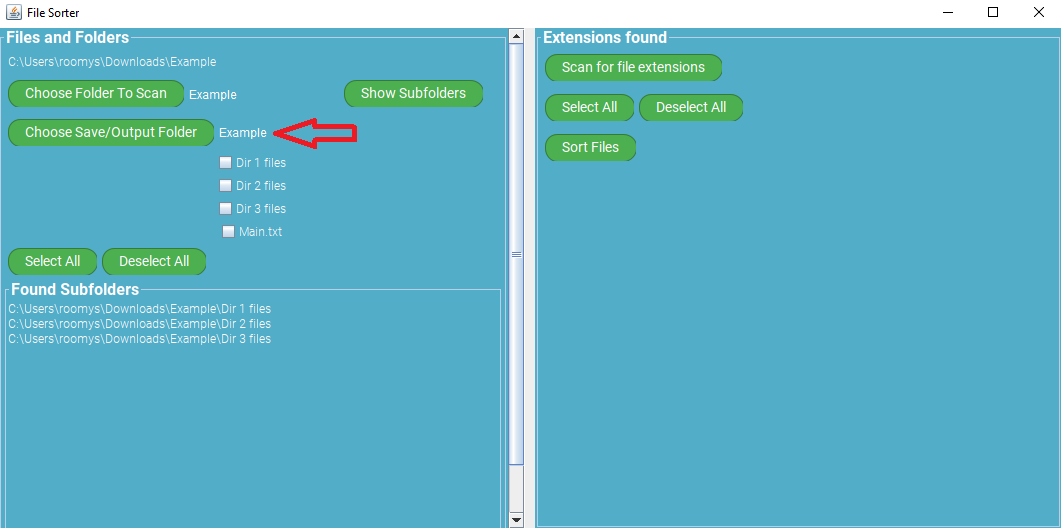 File Sorter
Files and Folders
C:\Users\roomys\Downloads\Example
Choose Folder To Scan Example Show Subfolders
Choose Save/Output Folder Example
Dir 1 files
Dir 2 files
Dir 3 files
Main.txt
Select All Deselect All
Found Subfolders
C:\Users\roomys\Downloads\Example\Dir 1 files
C:\Users\roomys\Downloads\Example\Dir 2 files
C:\Users\roomys\Downloads\Example\Dir 3 files
Extensions found
Scan for file extensions
Select All Deselect All
Sort Files